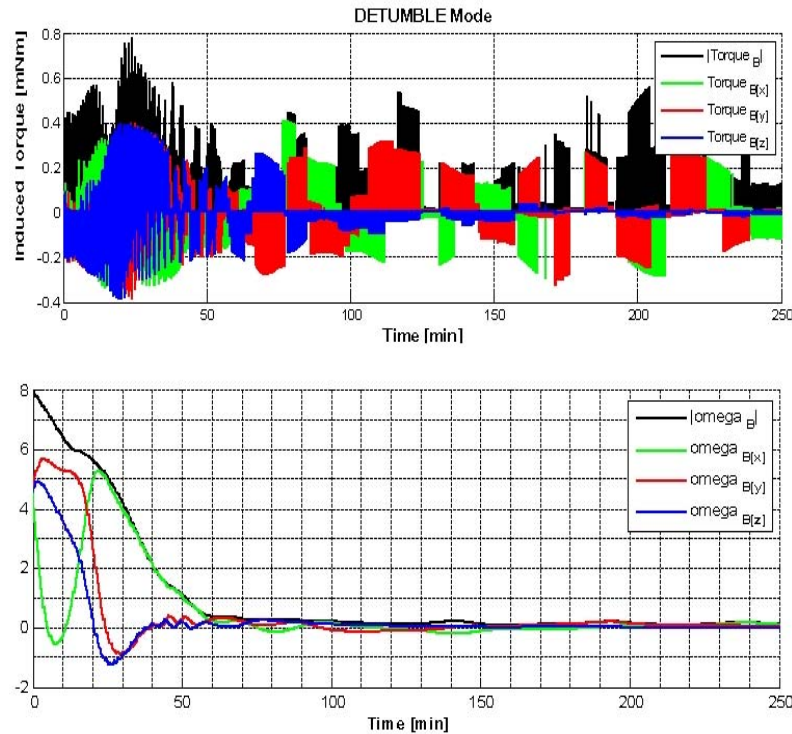 DETUMBLE Mode
Induced Torque [mNm]
0.8
0.6
0.4
0.2
0
-0.2
-0.4
|Torque B|
Torque B[x]
Torque B[y]
Torque B[z]
0 50 100 150 200 250
Time [min]
8
6
4
2
0
-2
|omega B|
omega B[x]
omega B[y]
omega B[z]
0 50 100 150 200 250
Time [min]